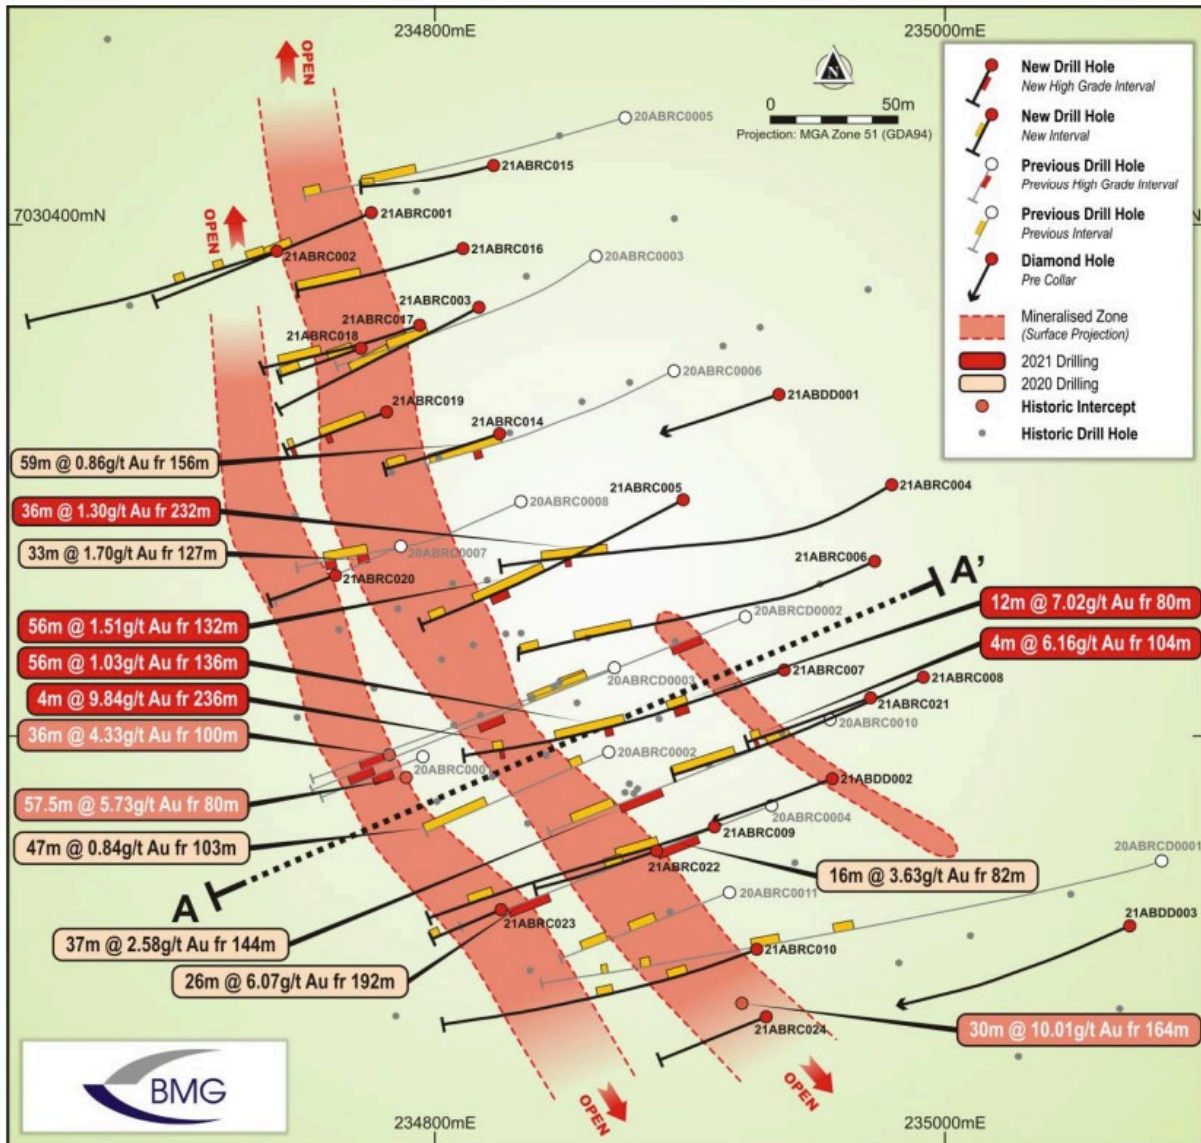 234800mE
235000mE
OPEN
N
0 50m
Projection: MGA Zone 51 (GDA94)
New Drill Hole
New High Grade Interval
New Drill Hole
New Interval
Previous Drill Hole
Previous High Grade Interval
Previous Drill Hole
Previous Interval
Diamond Hole
Pre Collar
Mineralised Zone
(Surface Projection)
2021 Drilling
2020 Drilling
Historic Intercept
Historic Drill Hole
20ABRC0005
21ABRC015
7030400mN
N
OPEN
21ABRC001
21ABRC002
21ABRC016
20ABRC0003
21ABRC003
21ABRC017
21ABRC018
20ABRC0006
21ABDD001
21ABRC019
21ABRC014
59m @ 0.86g/t Au fr 156m
36m @ 1.30g/t Au fr 232m
33m @ 1.70g/t Au fr 127m
21ABRC005
21ABRC004
20ABRC0008
20ABRC0007
21ABRC020
21ABRC006
A'
12m @ 7.02g/t Au fr 80m
56m @ 1.51g/t Au fr 132m
20ABRCD0002
4m @ 6.16g/t Au fr 104m
56m @ 1.03g/t Au fr 136m
20ABRCD0003
21ABRC007
21ABRC008
4m @ 9.84g/t Au fr 236m
21ABRC021
20ABRC0010
36m @ 4.33g/t Au fr 100m
20ABRC0001
20ABRC0002
21ABDD002
57.5m @ 5.73g/t Au fr 80m
20ABRC0004
47m @ 0.84g/t Au fr 103m
21ABRC009
20ABRCD0001
21ABRC022
16m @ 3.63g/t Au fr 82m
A
20ABRC0011
21ABRC023
21ABDD003
37m @ 2.58g/t Au fr 144m
21ABRC010
26m @ 6.07g/t Au fr 192m
21ABRC024
30m @ 10.01g/t Au fr 164m
BMG
OPEN
OPEN
234800mE
235000mE